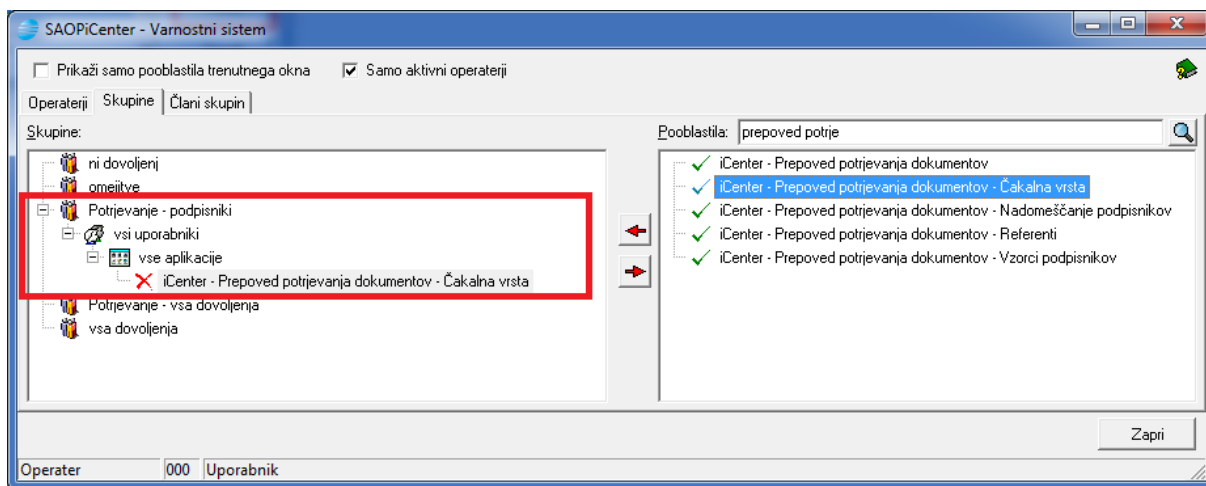 SAOPiCenter - Varnostni sistem
Prikaži samo pooblastila trenutnega okna
Samo aktivni operaterji
Operaterji
Skupine
Člani skupin
Skupine:
ni dovoljenj
omejitve
Potrjevanje - podpisniki
vsi uporabniki
vse aplikacije
iCenter - Prepoved potrjevanja dokumentov - Čakalna vrsta
Potrjevanje - vsa dovoljenja
vsa dovoljenja
Pooblastila:
prepoved potrje
iCenter - Prepoved potrjevanja dokumentov
iCenter - Prepoved potrjevanja dokumentov - Čakalna vrsta
iCenter - Prepoved potrjevanja dokumentov - Nadomeščanje podpisnikov
iCenter - Prepoved potrjevanja dokumentov - Referenti
iCenter - Prepoved potrjevanja dokumentov - Vzorci podpisnikov
Zapri
Operater
000
Uporabnik